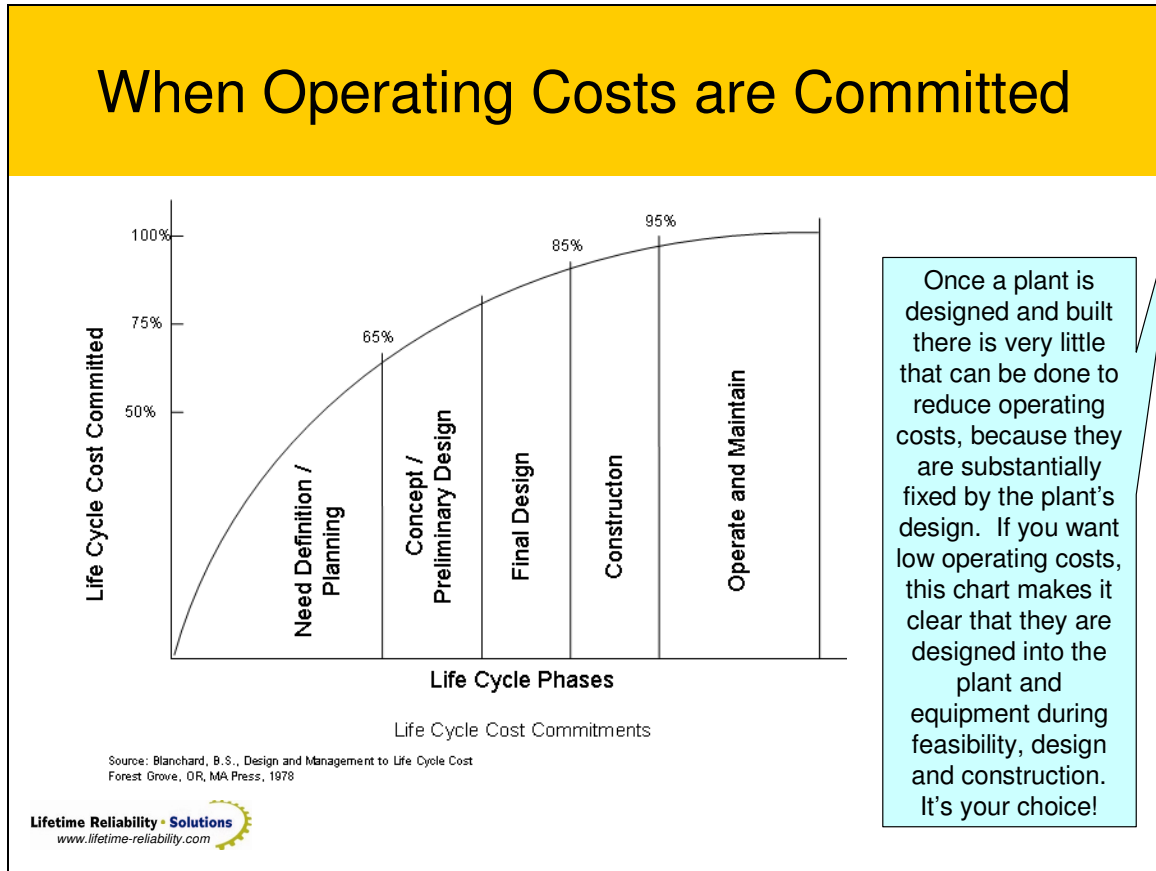 When Operating Costs are Committed
100%
75%
50%
65%
85%
95%
Life Cycle Cost Committed
Need Definition /
Planning
Concept /
Preliminary Design
Final Design
Constructon
Operate and Maintain
Life Cycle Phases
Life Cycle Cost Commitments
Source: Blanchard, B.S., Design and Management to Life Cycle Cost
Forest Grove, OR, MA Press, 1978
Once a plant is
designed and built
there is very little
that can be done to
reduce operating
costs, because they
are substantially
fixed by the plant's
design.  If you want
low operating costs,
this chart makes it
clear that they are
designed into the
plant and
equipment during
feasibility, design
and construction.
It's your choice!
Lifetime Reliability • Solutions
www.lifetime-reliability.com